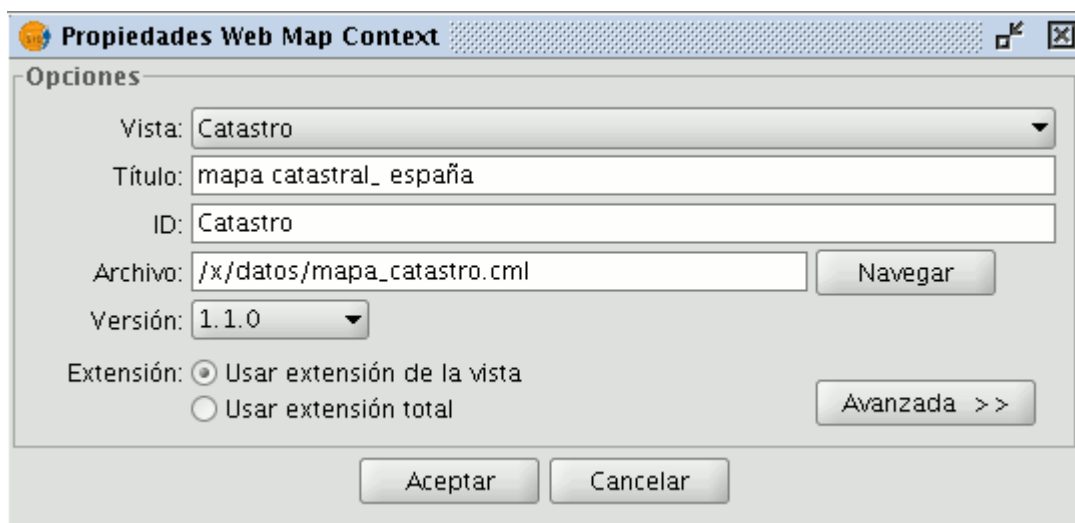 Propiedades Web Map Context
Opciones
Vista: Catastro
Título: mapa catastral_ españa
ID: Catastro
Archivo: /x/datos/mapa_catastro.cml Navegar
Versión: 1.1.0
Extensión: Usar extensión de la vista
Usar extensión total Avanzada >>
Aceptar Cancelar